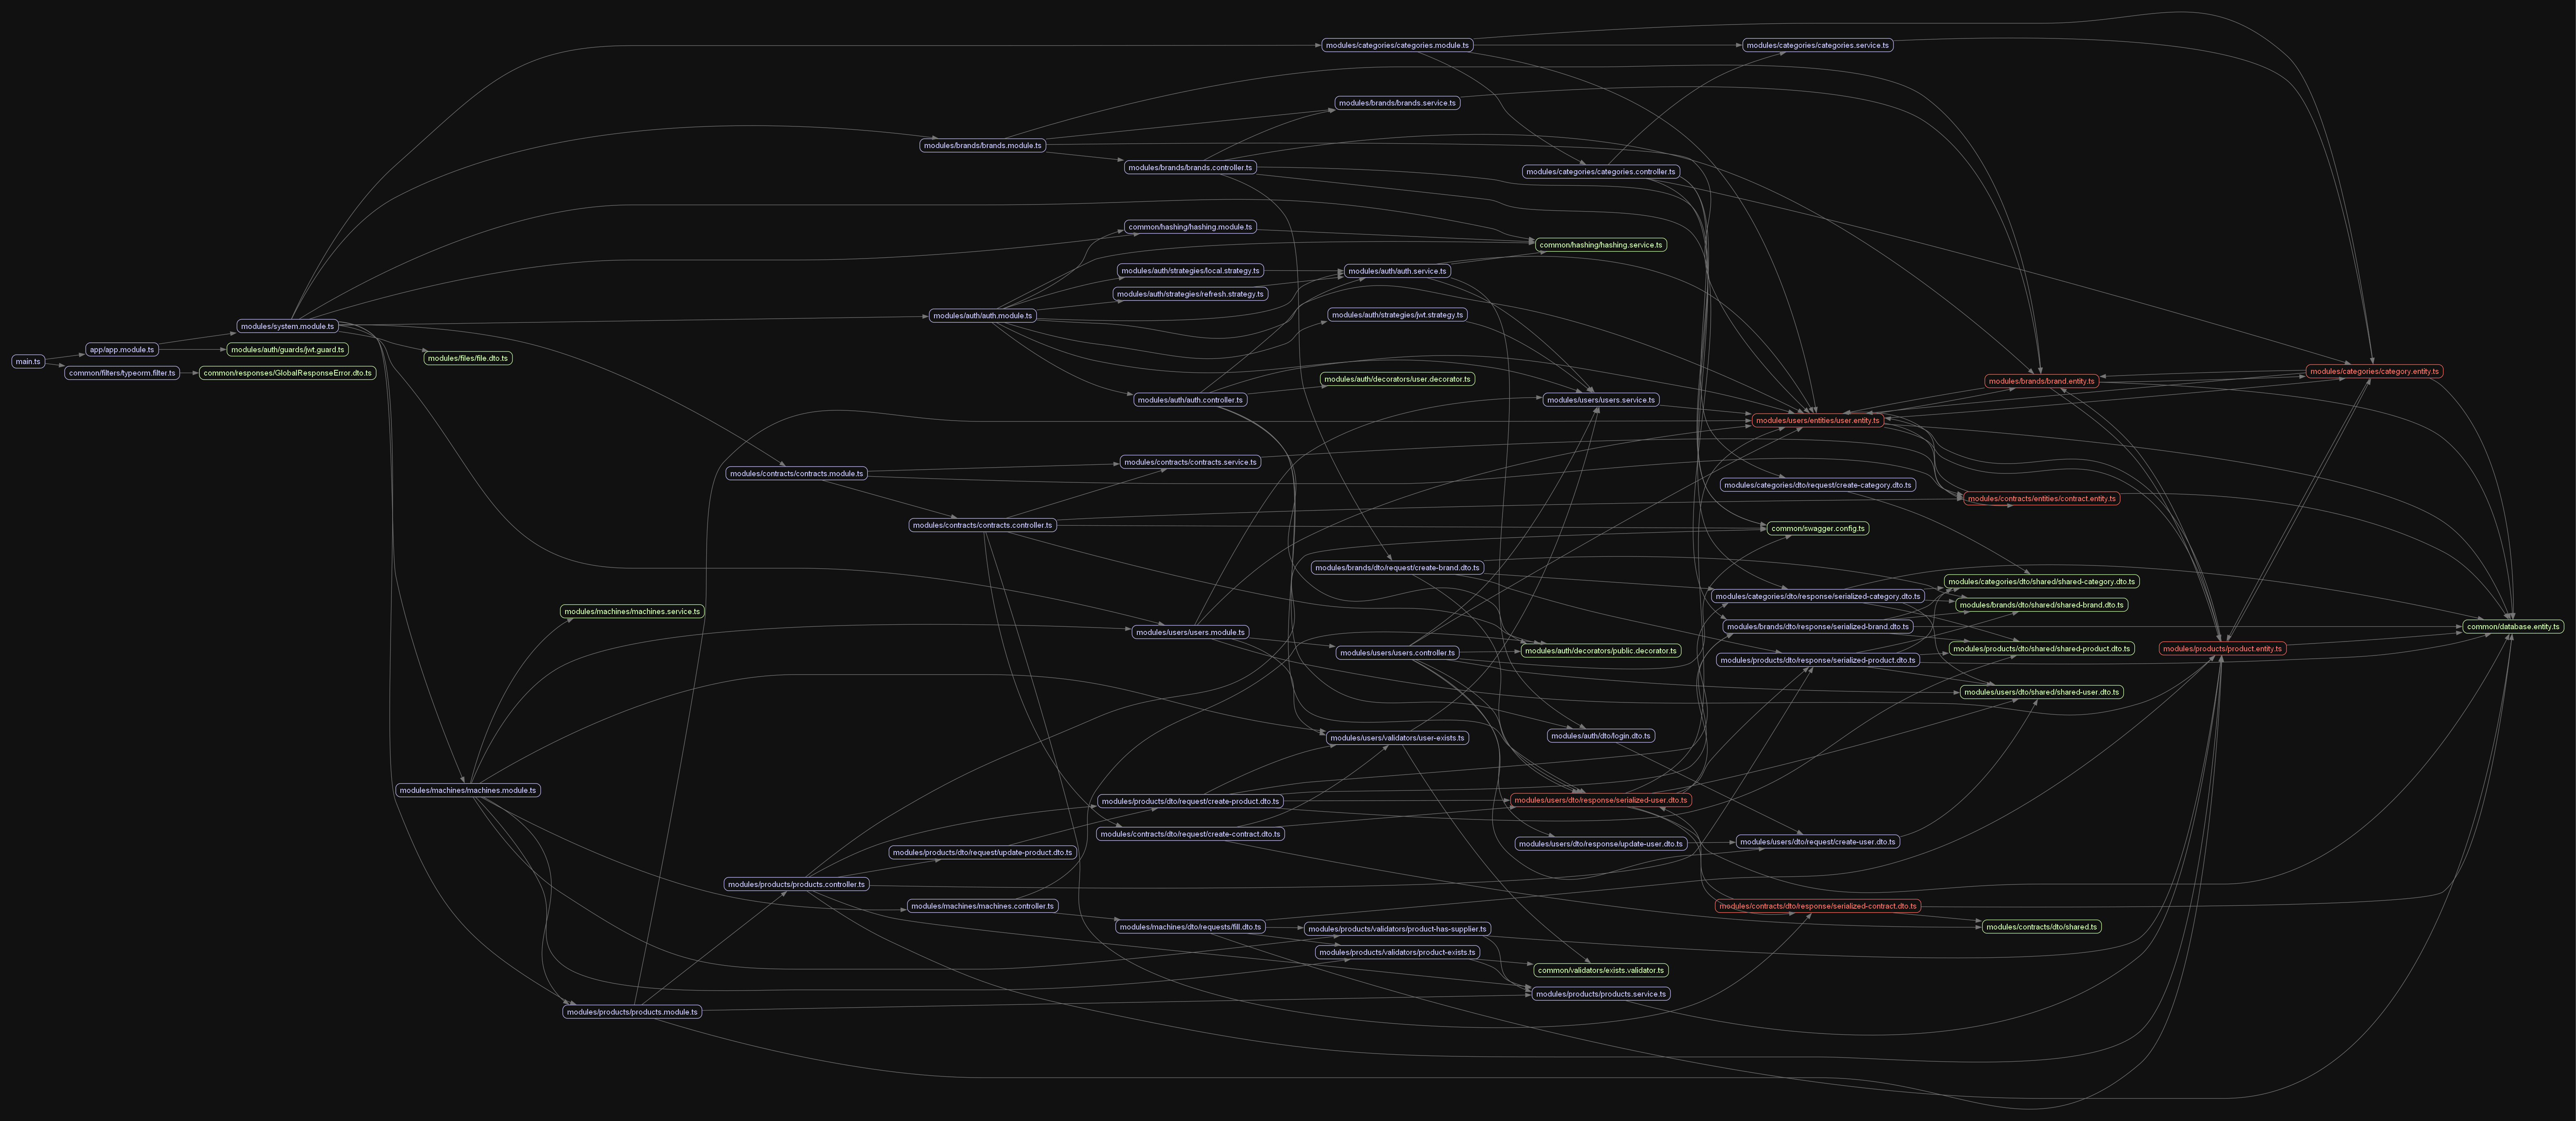 modules/categories/categories.module.ts
modules/categories/categories.service.ts
modules/brands/brands.service.ts
modules/brands/brands.module.ts
modules/brands/brands.controller.ts
modules/categories/categories.controller.ts
common/hashing/hashing.module.ts
common/hashing/hashing.service.ts
modules/auth/strategies/local.strategy.ts
modules/auth/auth.service.ts
modules/auth/strategies/refresh.strategy.ts
modules/auth/auth.module.ts
modules/auth/strategies/jwt.strategy.ts
modules/system.module.ts
app/app.module.ts
modules/auth/guards/jwt.guard.ts
modules/files/file.dto.ts
main.ts
common/filters/typeorm.filter.ts
common/responses/GlobalResponseError.dto.ts
modules/auth/decorators/user.decorator.ts
modules/brands/brand.entity.ts
modules/categories/category.entity.ts
modules/auth/auth.controller.ts
modules/users/users.service.ts
modules/users/entities/user.entity.ts
modules/contracts/contracts.service.ts
modules/contracts/contracts.module.ts
modules/categories/dto/request/create-category.dto.ts
modules/contracts/entities/contract.entity.ts
modules/contracts/contracts.controller.ts
common/swagger.config.ts
modules/brands/dto/request/create-brand.dto.ts
modules/categories/dto/shared/shared-category.dto.ts
modules/categories/dto/response/serialized-category.dto.ts
modules/brands/dto/shared/shared-brand.dto.ts
modules/machines/machines.service.ts
modules/brands/dto/response/serialized-brand.dto.ts
common/database.entity.ts
modules/users/users.module.ts
modules/users/users.controller.ts
modules/auth/decorators/public.decorator.ts
modules/products/dto/shared/shared-product.dto.ts
modules/products/product.entity.ts
modules/products/dto/response/serialized-product.dto.ts
modules/users/dto/shared/shared-user.dto.ts
modules/users/validators/user-exists.ts
modules/auth/dto/login.dto.ts
modules/machines/machines.module.ts
modules/products/dto/request/create-product.dto.ts
modules/users/dto/response/serialized-user.dto.ts
modules/contracts/dto/request/create-contract.dto.ts
modules/users/dto/response/update-user.dto.ts
modules/users/dto/request/create-user.dto.ts
modules/products/dto/request/update-product.dto.ts
modules/products/products.controller.ts
modules/machines/machines.controller.ts
modules/contracts/dto/response/serialized-contract.dto.ts
modules/machines/dto/requests/fill.dto.ts
modules/products/validators/product-has-supplier.ts
modules/contracts/dto/shared.ts
modules/products/validators/product-exists.ts
common/validators/exists.validator.ts
modules/products/products.service.ts
modules/products/products.module.ts